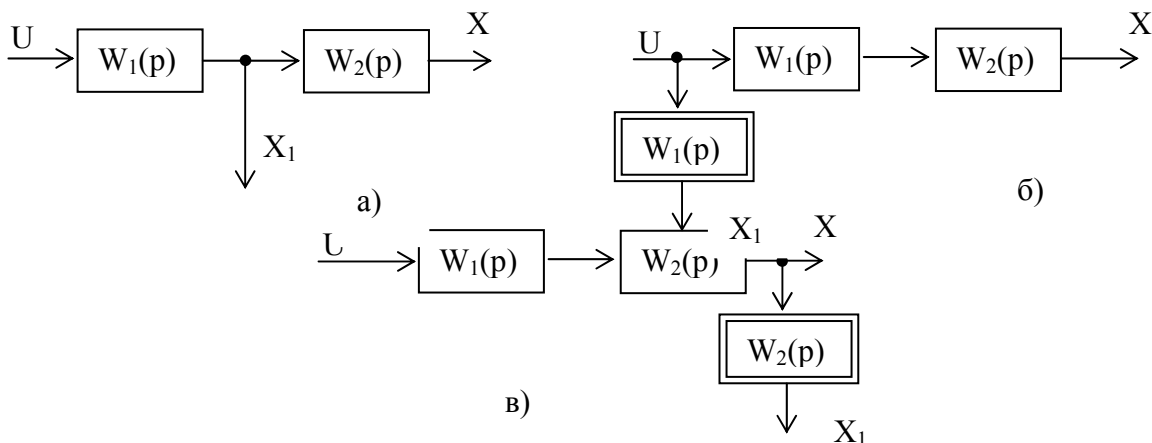 U W₁(p) W₂(p) X
X₁
а)
U W₁(p) W₂(p) X
W₁(p)
X₁
б)
U W₁(p) W₂(p) X
W₂(p)
X₁
в)